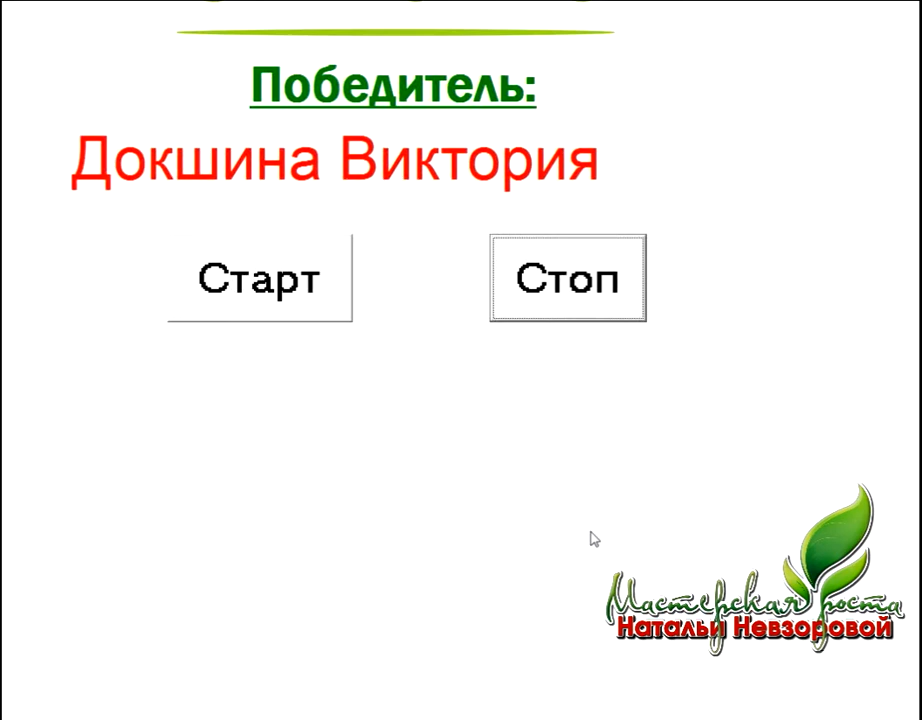 Победитель:
Докшина Виктория
Старт
Стоп
Мастерская роста
Натальи Невзоровой